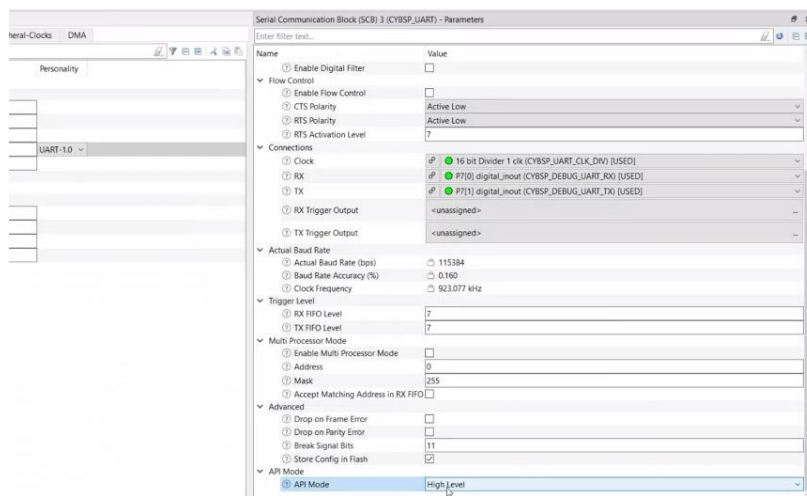 Serial Communication Block (SCB) 3 (CYBSP_UART) - Parameters
heral-Clocks DMA
Enter filter text...
Name Value
Personality
Enable Digital Filter
Flow Control
Enable Flow Control
CTS Polarity Active Low
RTS Polarity Active Low
RTS Activation Level 7
Connections
UART-1.0
Clock 16 bit Divider 1 clk (CYBSP_UART_CLK_DIV) [USED]
RX P7[0] digital_inout (CYBSP_DEBUG_UART_RX) [USED]
TX P7[1] digital_inout (CYBSP_DEBUG_UART_TX) [USED]
RX Trigger Output <unassigned>
TX Trigger Output <unassigned>
Actual Baud Rate
Actual Baud Rate (bps) 115384
Baud Rate Accuracy (%) 0.160
Clock Frequency 923.077 kHz
Trigger Level
RX FIFO Level 7
TX FIFO Level 7
Multi Processor Mode
Enable Multi Processor Mode
Address 0
Mask 255
Accept Matching Address in RX FIFO
Advanced
Drop on Frame Error
Drop on Parity Error
Break Signal Bits 11
Store Config in Flash
API Mode
API Mode High Level